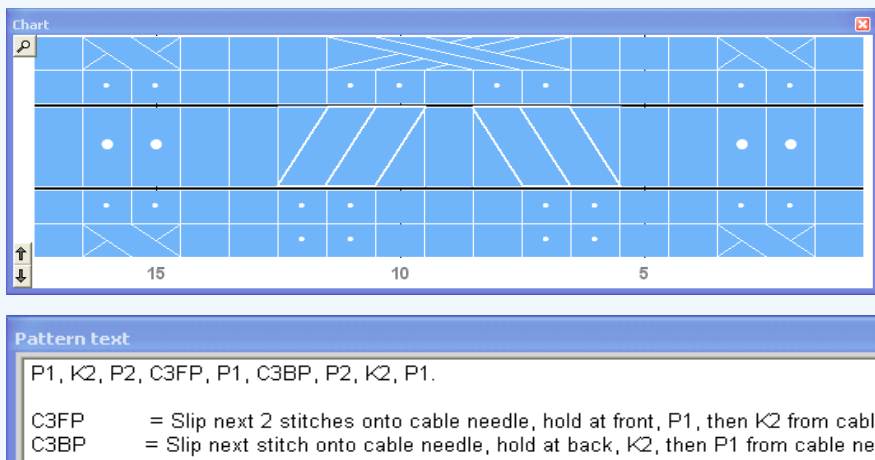 Chart
15 10 5
Pattern text
P1, K2, P2, C3FP, P1, C3BP, P2, K2, P1.
C3FP = Slip next 2 stitches onto cable needle, hold at front, P1, then K2 from cabl
C3BP = Slip next stitch onto cable needle, hold at back, K2, then P1 from cable ne